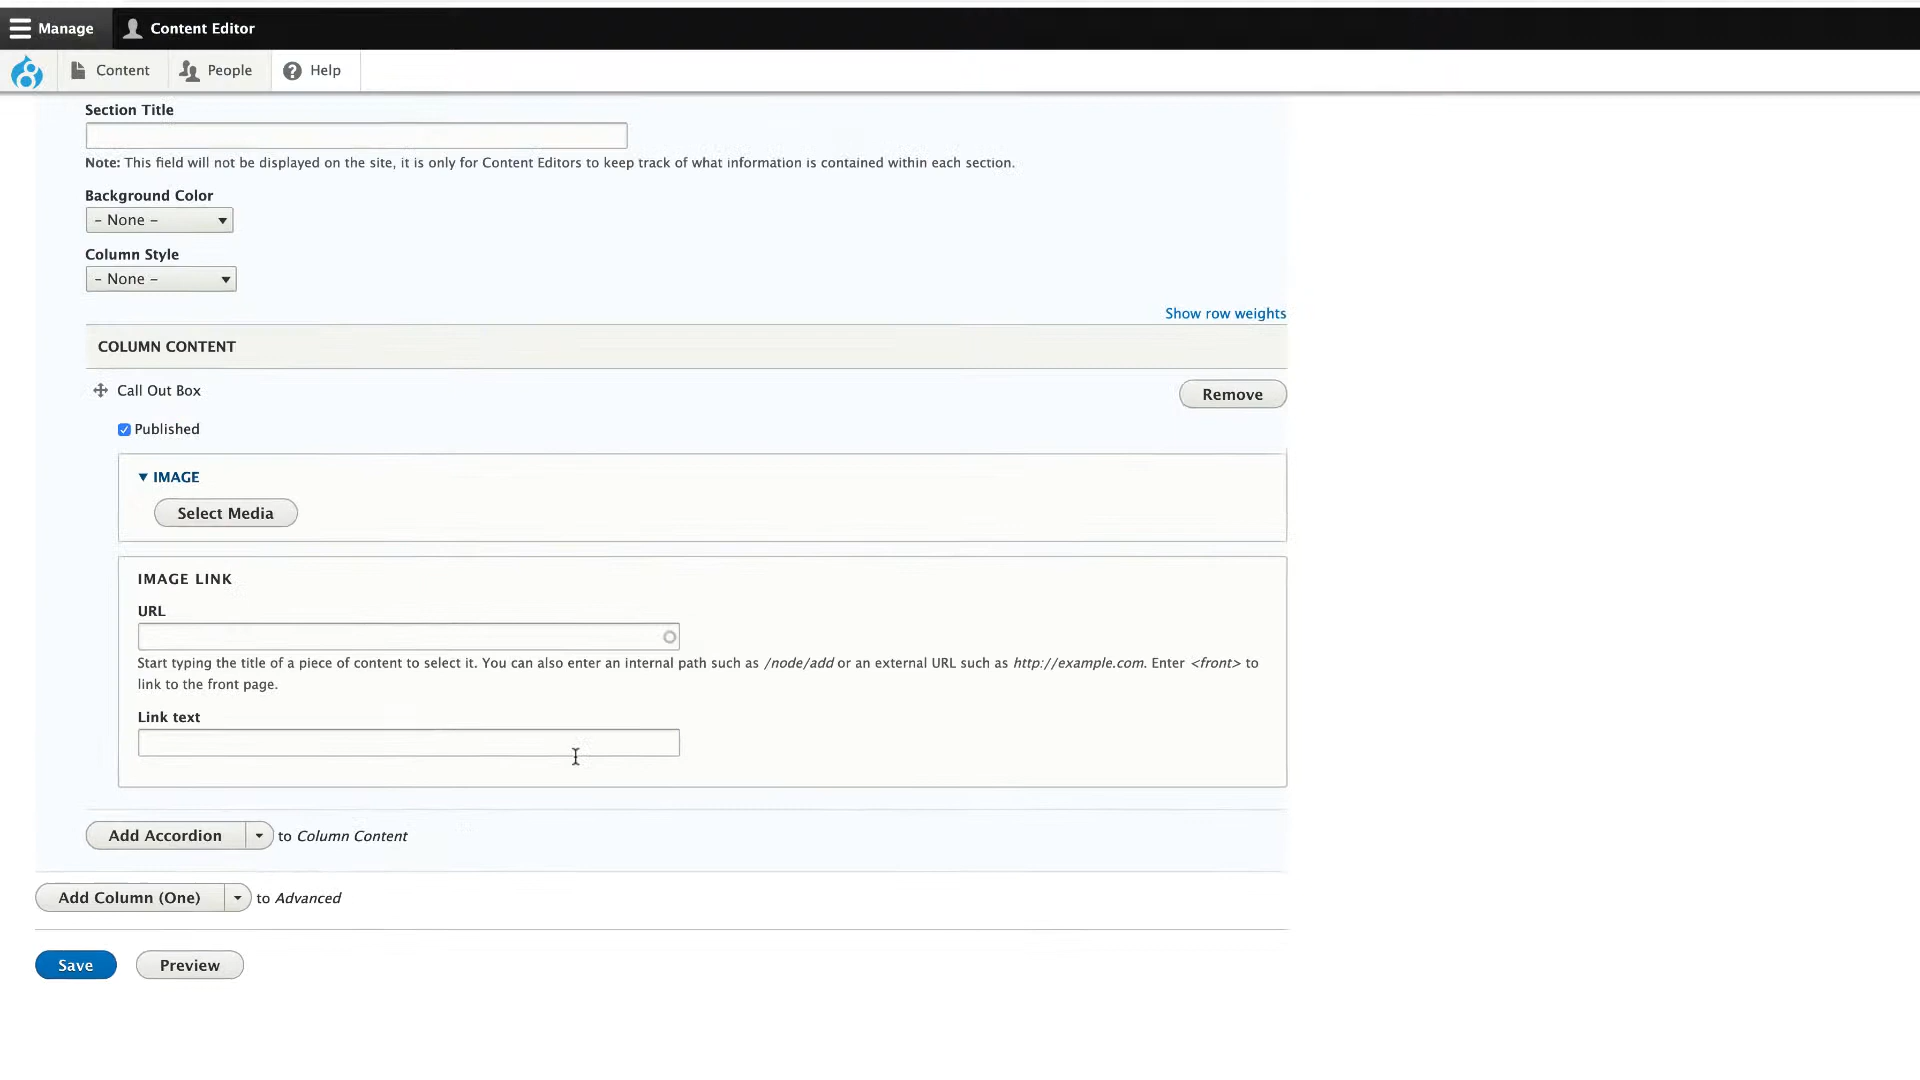 Manage
Content Editor
Content
People
Help
Section Title
Note: This field will not be displayed on the site, it is only for Content Editors to keep track of what information is contained within each section.
Background Color
- None -
Column Style
- None -
Show row weights
COLUMN CONTENT
Call Out Box
Remove
Published
IMAGE
Select Media
IMAGE LINK
URL
Start typing the title of a piece of content to select it. You can also enter an internal path such as /node/add or an external URL such as http://example.com. Enter <front> to
link to the front page.
Link text
Add Accordion to Column Content
Add Column (One) to Advanced
Save
Preview